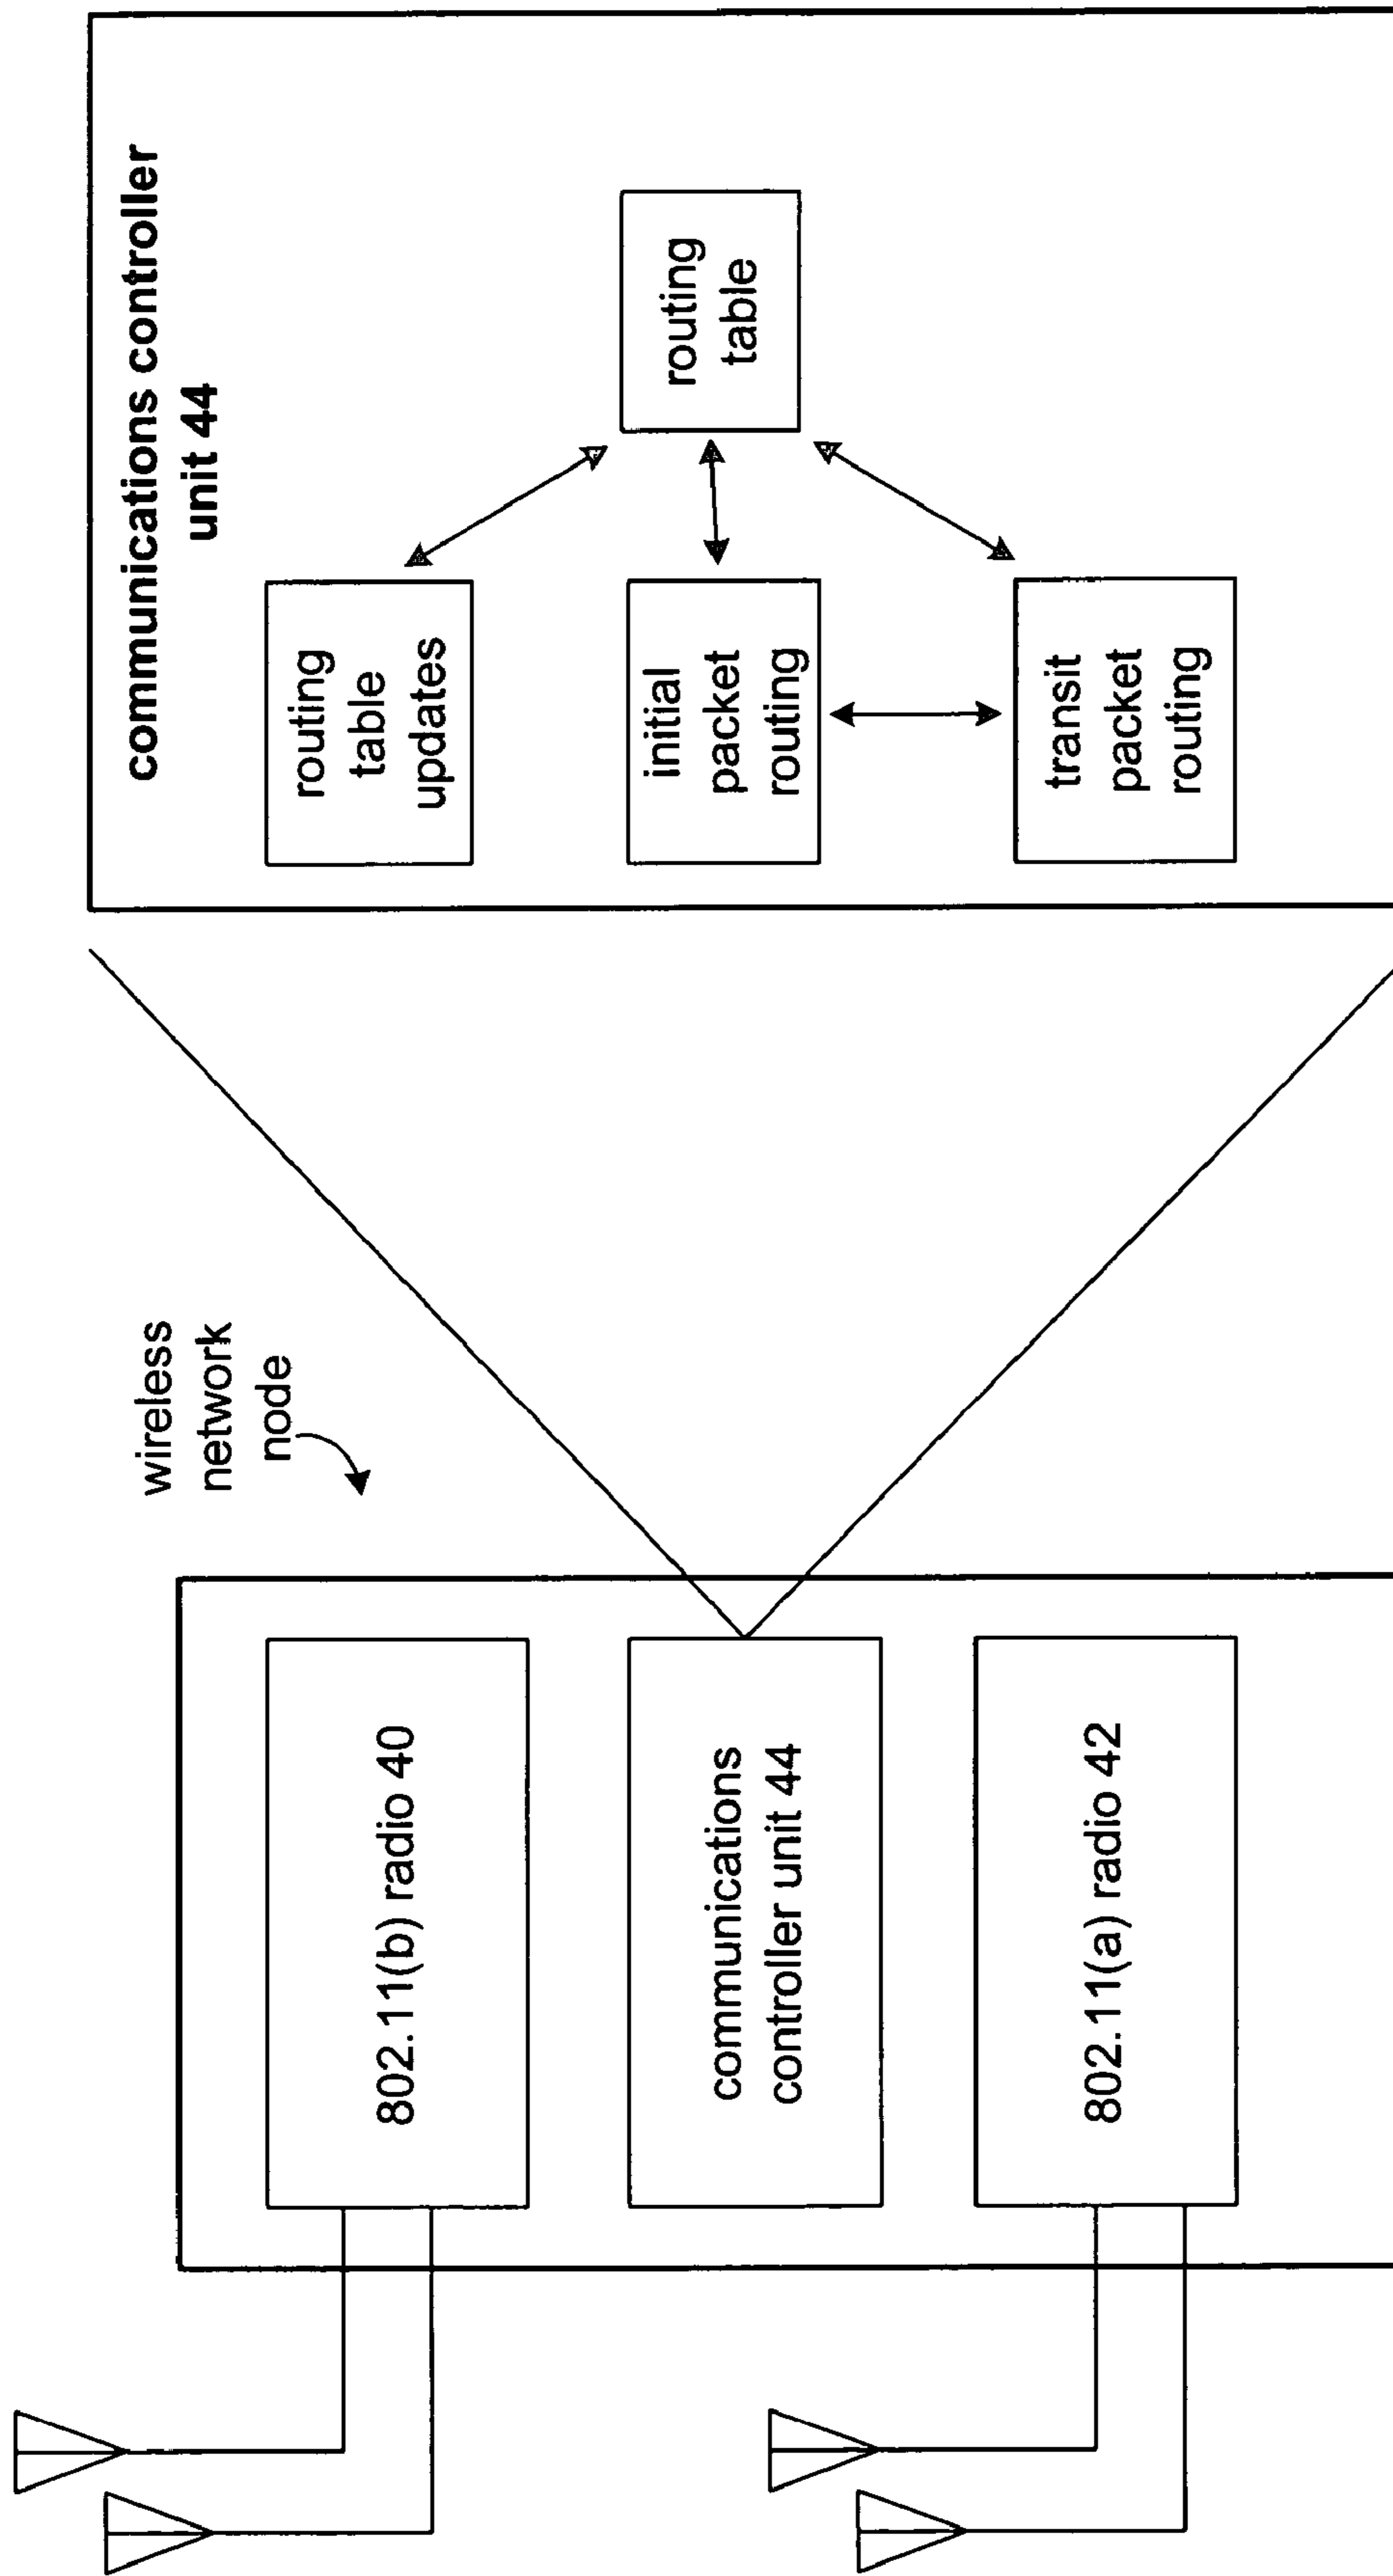 wireless
network
node
802.11(b) radio 40
communications
controller unit 44
802.11(a) radio 42
communications controller
unit 44
routing
table
updates
initial
packet
routing
transit
packet
routing
routing
table